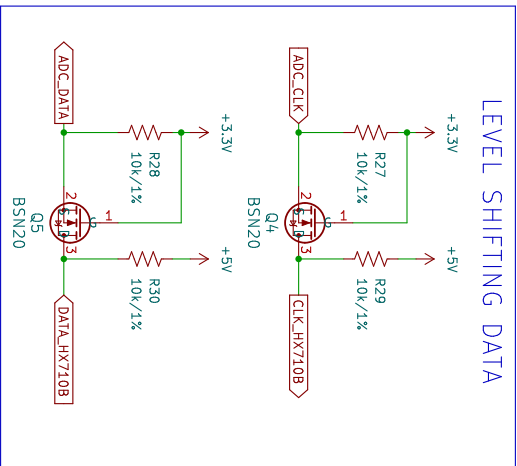 LEVEL SHIFTING DATA
+3.3V
+5V
R27
10k/1%
R29
10k/1%
ADC_CLK
2
1
3
G
S
D
Q4
BSN20
CLK_HX710B
+3.3V
+5V
R28
10k/1%
R30
10k/1%
ADC_DATA
2
1
3
G
S
D
Q5
BSN20
DATA_HX710B